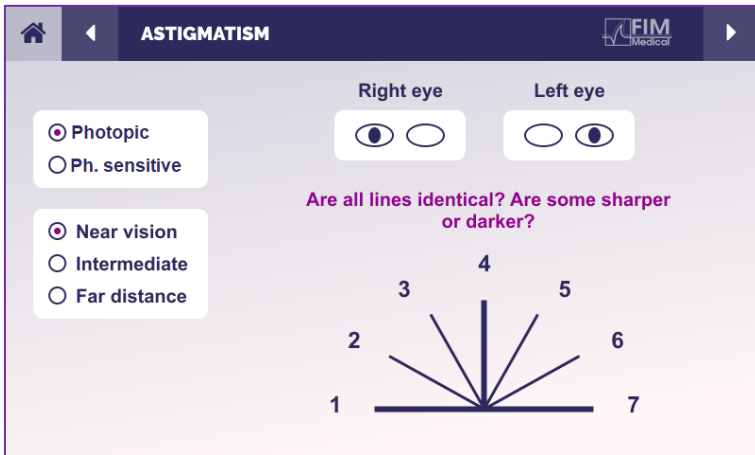 ASTIGMATISM
FIM
Medical
Right eye
Left eye
Photopic
Ph. sensitive
Near vision
Intermediate
Far distance
Are all lines identical? Are some sharper
or darker?
4
3
5
2
6
1
7